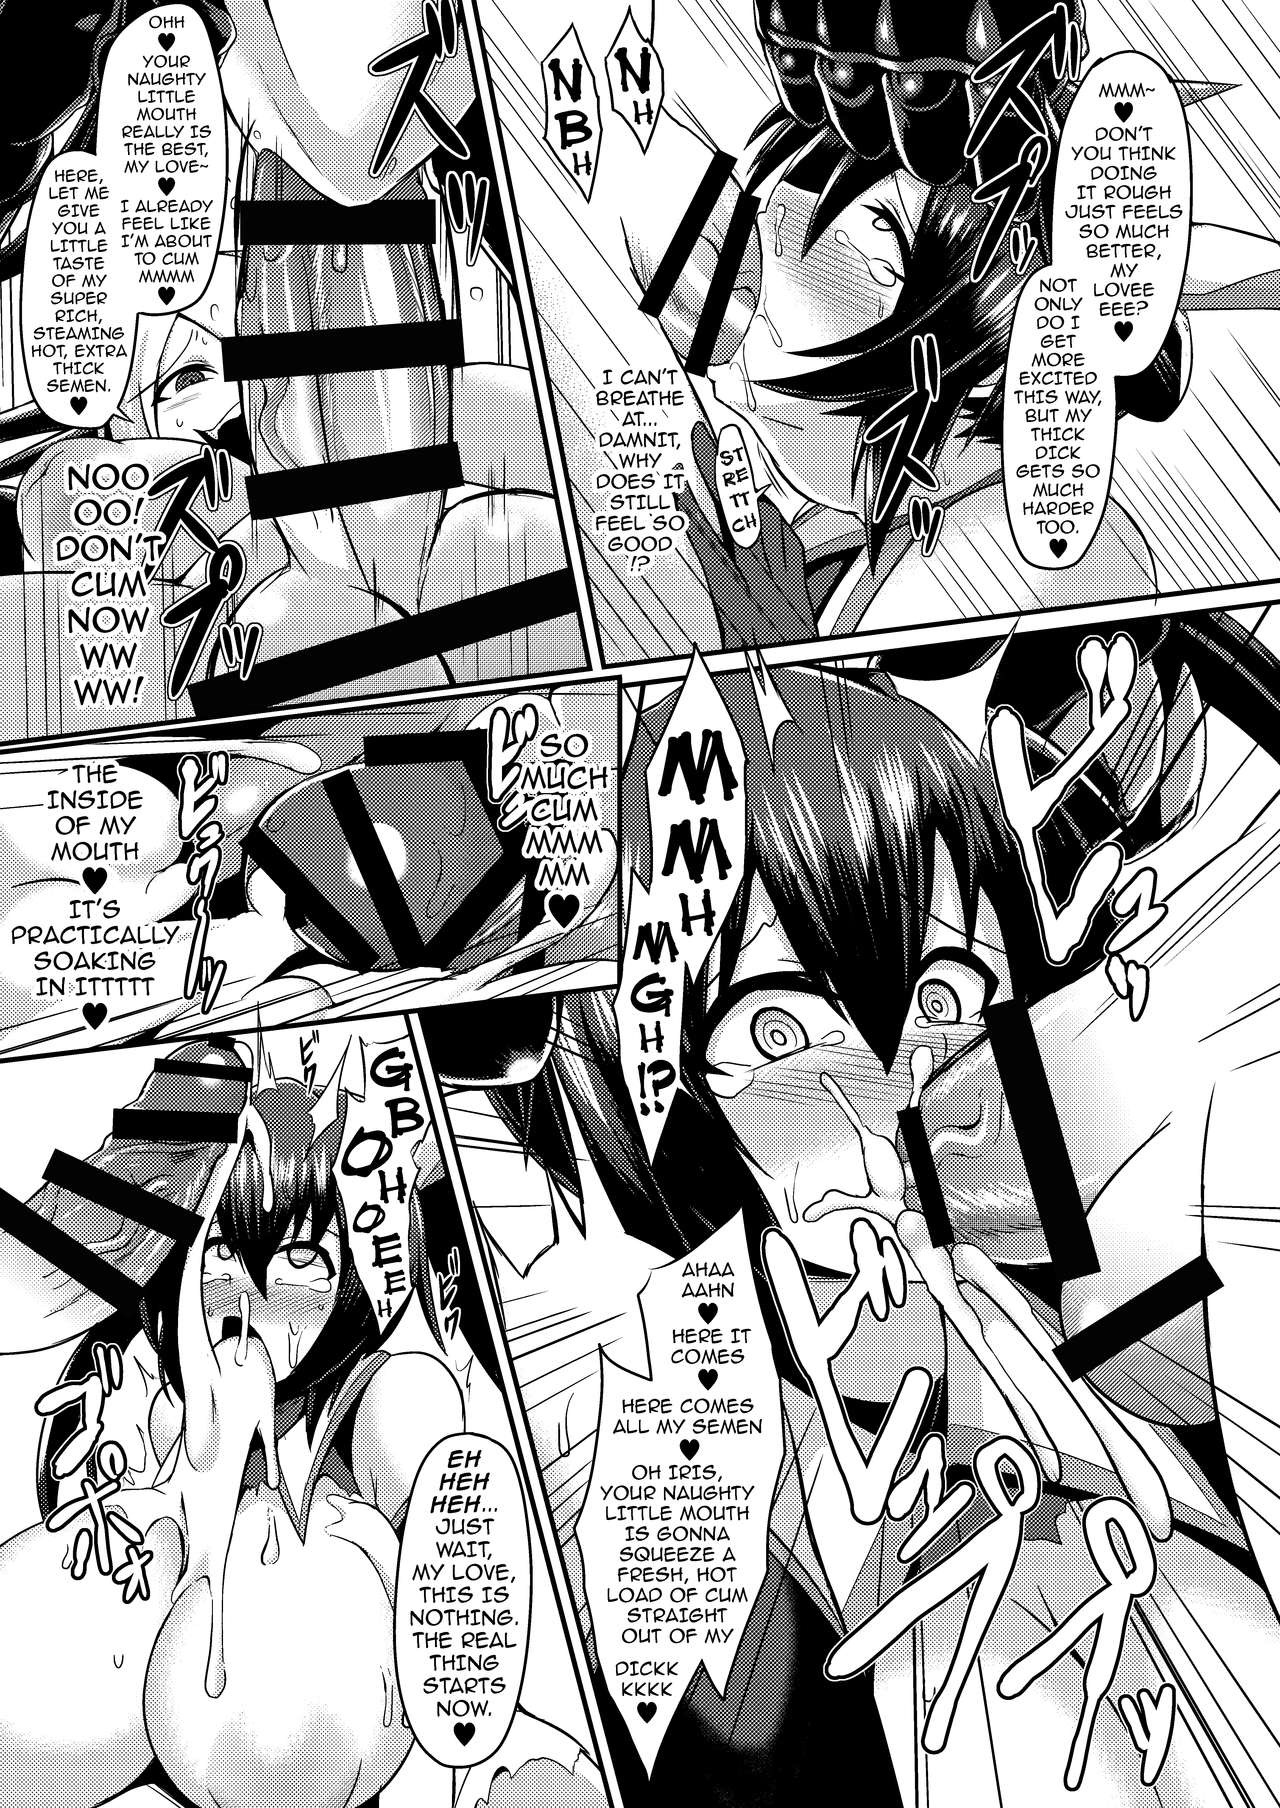 MMM~
♥
DON'T
YOU THINK
DOING
IT ROUGH
JUST FEELS
SO MUCH
BETTER,
MY
LOVEE
EEE?
♥
NOT
ONLY
DO I
GET
MORE
EXCITED
THIS WAY,
BUT MY
THICK
DICK
GETS SO
MUCH
HARDER
TOO.
♥
NH
NBH
I CAN'T
BREATHE
AT...
DAMNIT,
WHY
DOES IT
STILL
FEEL SO
GOOD
!?
STRETTCH
OHH
♥
YOUR
NAUGHTY
LITTLE
MOUTH
REALLY IS
THE BEST,
MY LOVE~
♥
I ALREADY
FEEL LIKE
I'M ABOUT
TO CUM
MMMM
♥
HERE,
LET ME
GIVE
YOU A
LITTLE
TASTE
OF MY
SUPER
RICH,
STEAMING
HOT, EXTRA
THICK
SEMEN.
♥
NOO
OO!
DON'T
CUM
NOW
WW
WW!
MMMH
MGH!?
AHAA
AAHN
♥
HERE IT
COMES
♥
HERE COMES
ALL MY SEMEN
♥
OH IRIS,
YOUR NAUGHTY
LITTLE MOUTH
IS GONNA
SQUEEZE A
FRESH, HOT
LOAD OF CUM
STRAIGHT
OUT OF MY
DICKK
KKKK
♥
SO
MUCH
CUM
MMM
MM
♥
THE
INSIDE
OF MY
MOUTH
♥
IT'S
PRACTICALLY
SOAKING
IN ITTTTT
♥
GBOHOEEH
EH
HEH
HEH...
JUST
WAIT,
MY LOVE,
THIS IS
NOTHING.
THE REAL
THING
STARTS
NOW.
♥